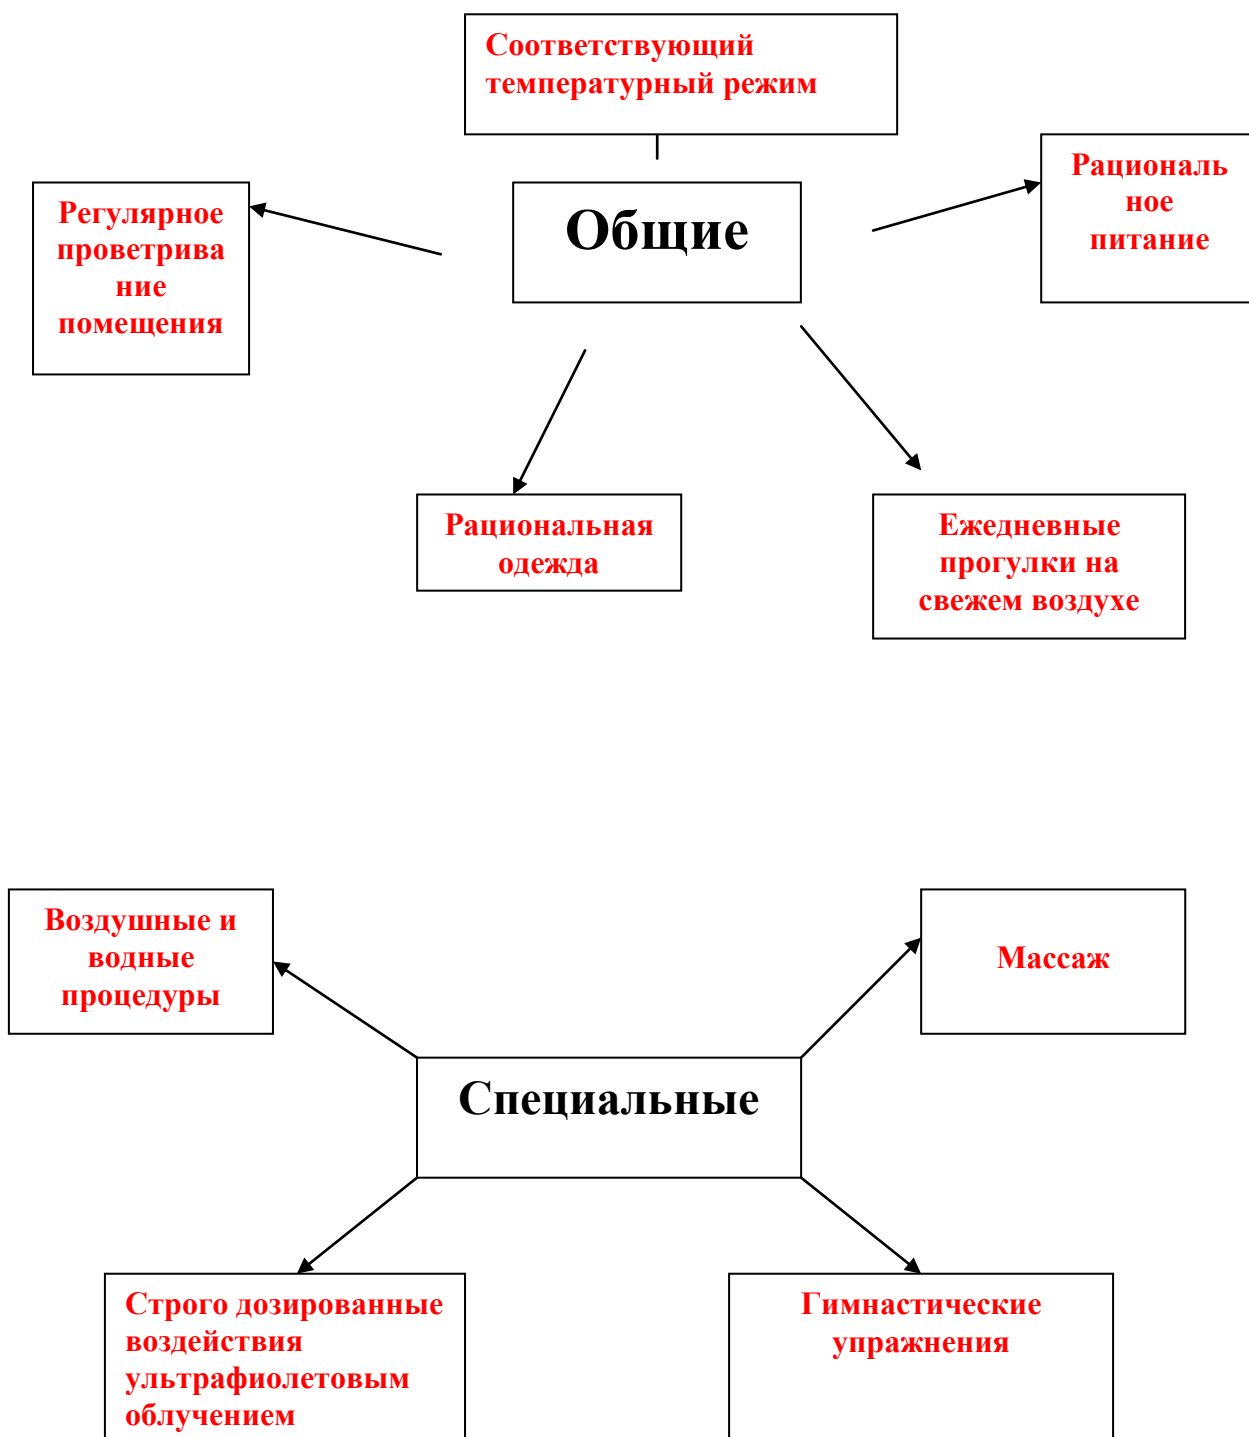 Соответствующий
температурный режим
Регулярное
проветрива
ние
помещения
Общие
Рациональ
ное
питание
Рациональная
одежда
Ежедневные
прогулки на
свежем воздухе
Воздушные и
водные
процедуры
Массаж
Специальные
Строго дозированные
воздействия
ультрафиолетовым
облучением
Гимнастические
упражнения